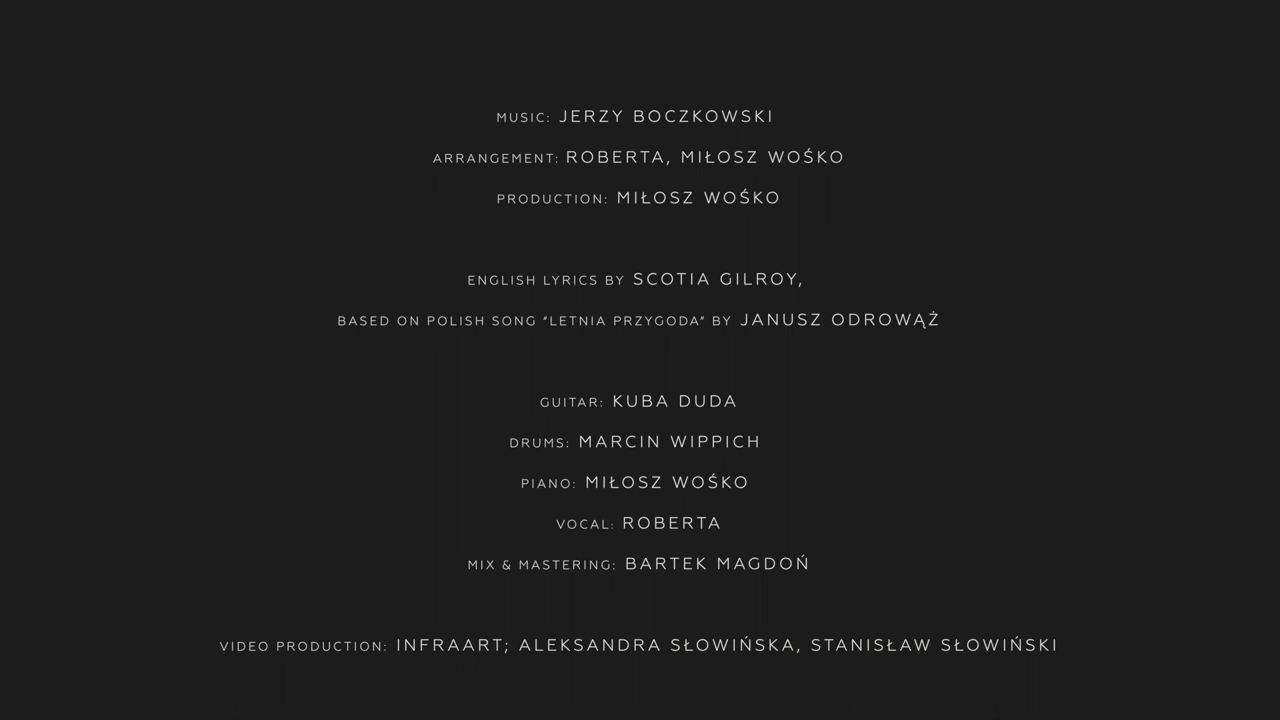 MUSIC: JERZY BOCZKOWSKI
ARRANGEMENT: ROBERTA, MIŁOSZ WOŚKO
PRODUCTION: MIŁOSZ WOŚKO
ENGLISH LYRICS BY SCOTIA GILROY,
BASED ON POLISH SONG "LETNIA PRZYGODA" BY JANUSZ ODROWĄŻ
GUITAR: KUBA DUDA
DRUMS: MARCIN WIPPICH
PIANO: MIŁOSZ WOŚKO
VOCAL: ROBERTA
MIX & MASTERING: BARTEK MAGDOŃ
VIDEO PRODUCTION: INFRAART; ALEKSANDRA SŁOWIŃSKA, STANISŁAW SŁOWIŃSKI